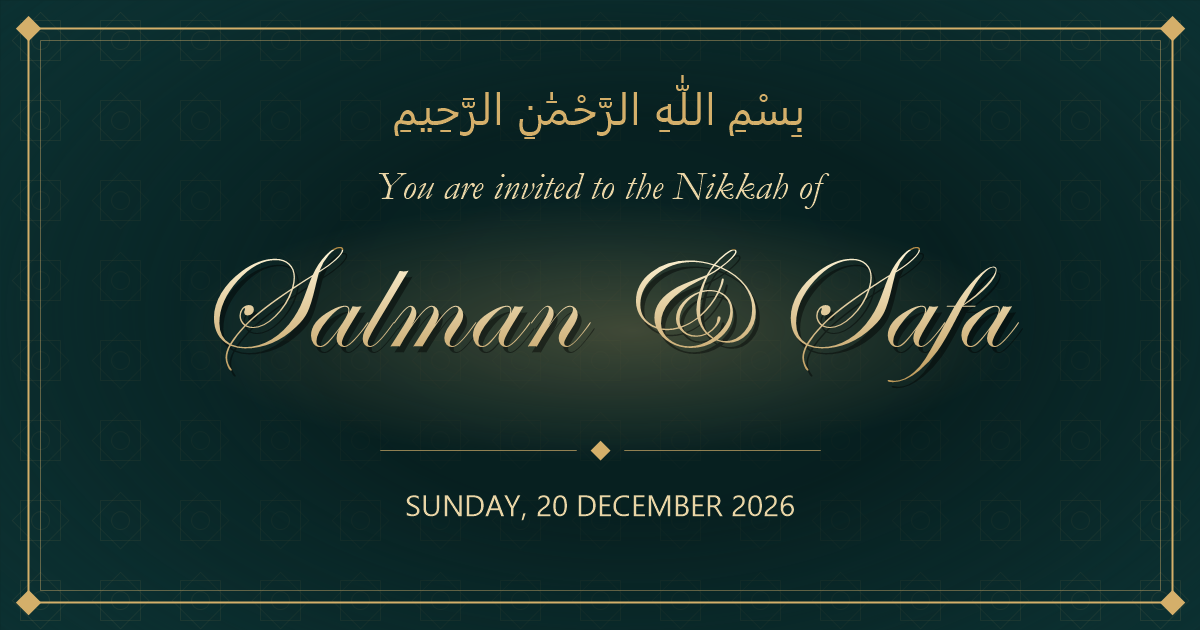 بِسْمِ اللّٰهِ الرَّحْمٰنِ الرَّحِيمِ
You are invited to the Nikkah of
Salman & Safa
SUNDAY, 20 DECEMBER 2026